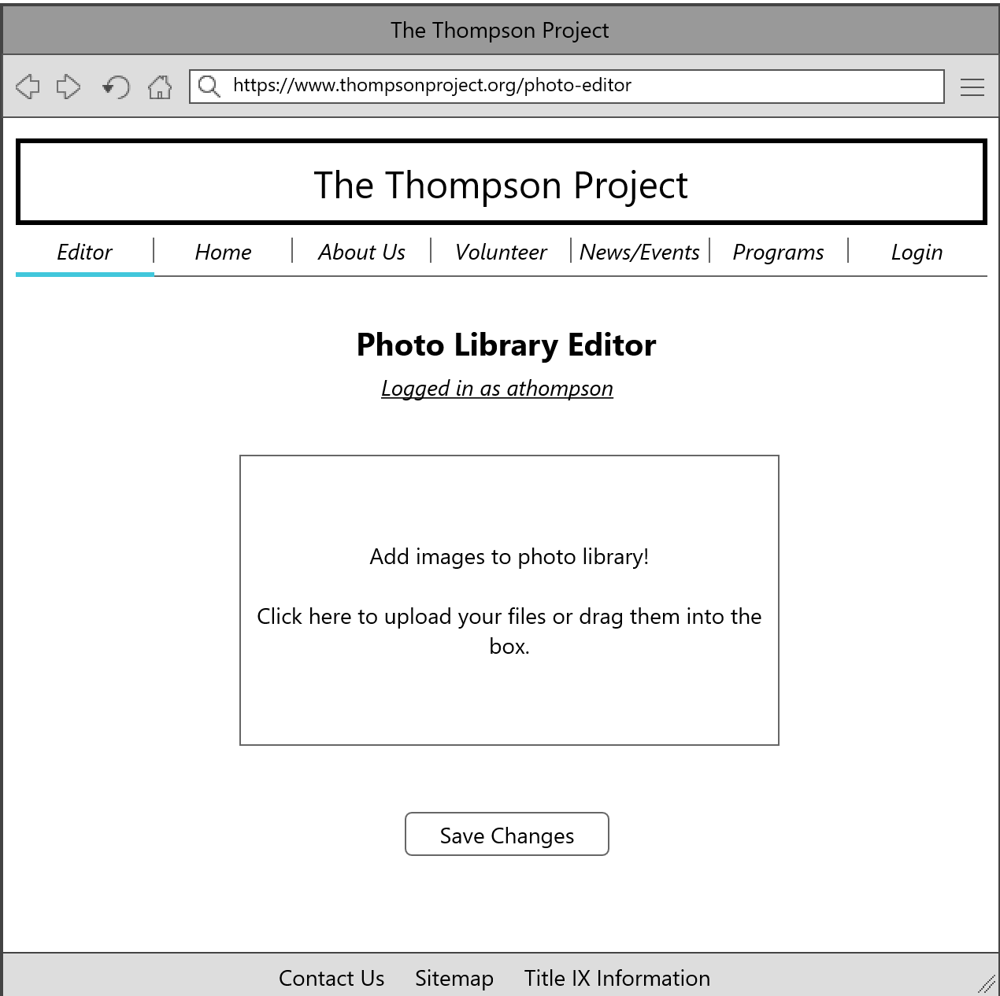 The Thompson Project
https://www.thompsonproject.org/photo-editor
The Thompson Project
Editor Home About Us Volunteer News/Events Programs Login
Photo Library Editor
Logged in as athompson
Add images to photo library!
Click here to upload your files or drag them into the
box.
Save Changes
Contact Us Sitemap Title IX Information